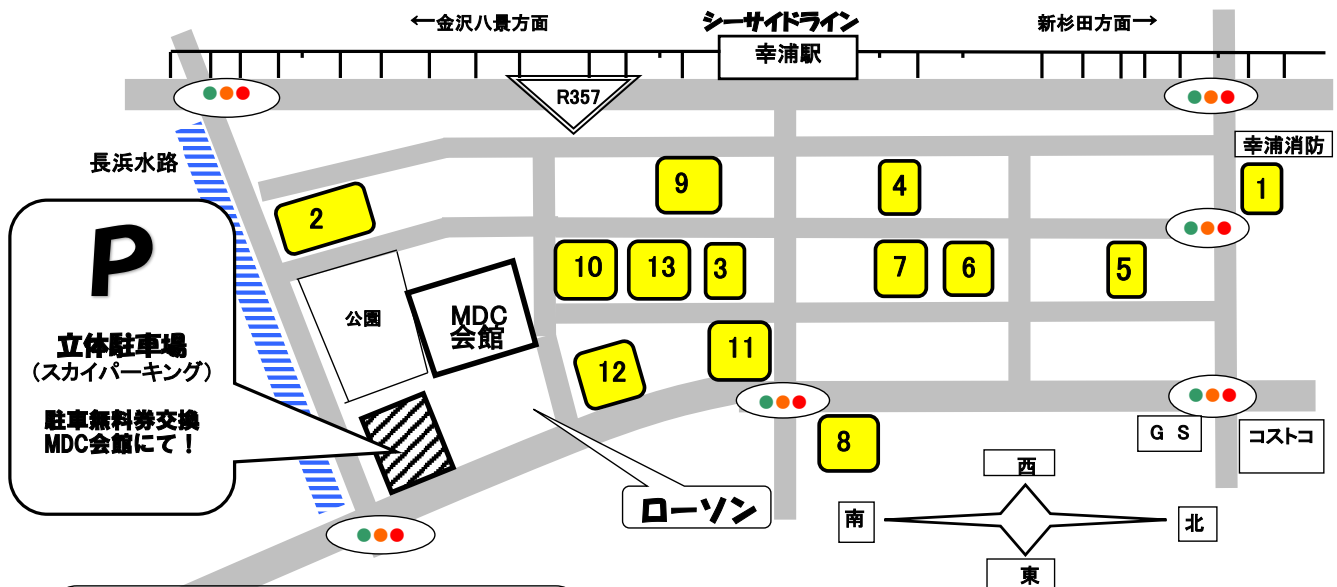 ←金沢八景方面
シーサイドライン
新杉田方面→
幸浦駅
R357
幸浦消防
長浜水路
1
2
9
4
P
立体駐車場
(スカイパーキング)
駐車無料券交換
MDC会館にて！
10
13
3
7
6
5
公園
MDC
会館
12
11
8
G S
コストコ
ローソン
西
南
北
東